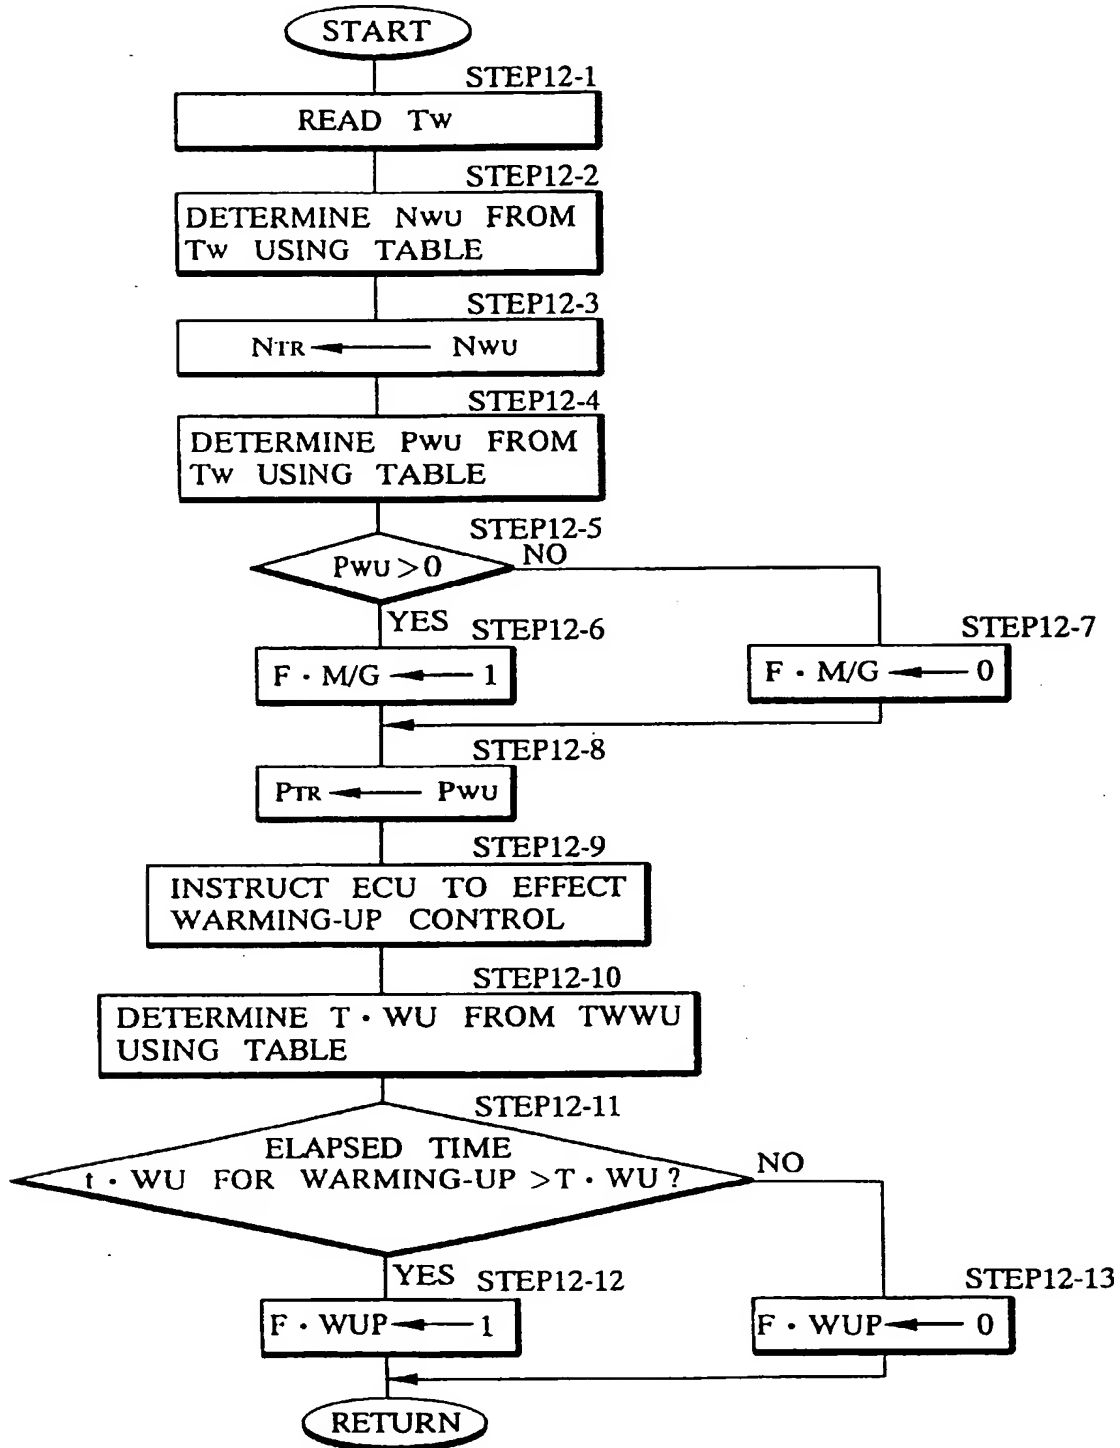 START
STEP12-1
READ Tw
STEP12-2
DETERMINE NWU FROM
Tw USING TABLE
STEP12-3
NTR ← NWU
STEP12-4
DETERMINE PWU FROM
Tw USING TABLE
STEP12-5
PWU > 0
NO
YES
STEP12-6
STEP12-7
F・M/G ← 1
F・M/G ← 0
STEP12-8
PTR ← PWU
STEP12-9
INSTRUCT ECU TO EFFECT
WARMING-UP CONTROL
STEP12-10
DETERMINE T・WU FROM TWWU
USING TABLE
STEP12-11
ELAPSED TIME
t・WU FOR WARMING-UP > T・WU ?
NO
YES
STEP12-12
STEP12-13
F・WUP ← 1
F・WUP ← 0
RETURN